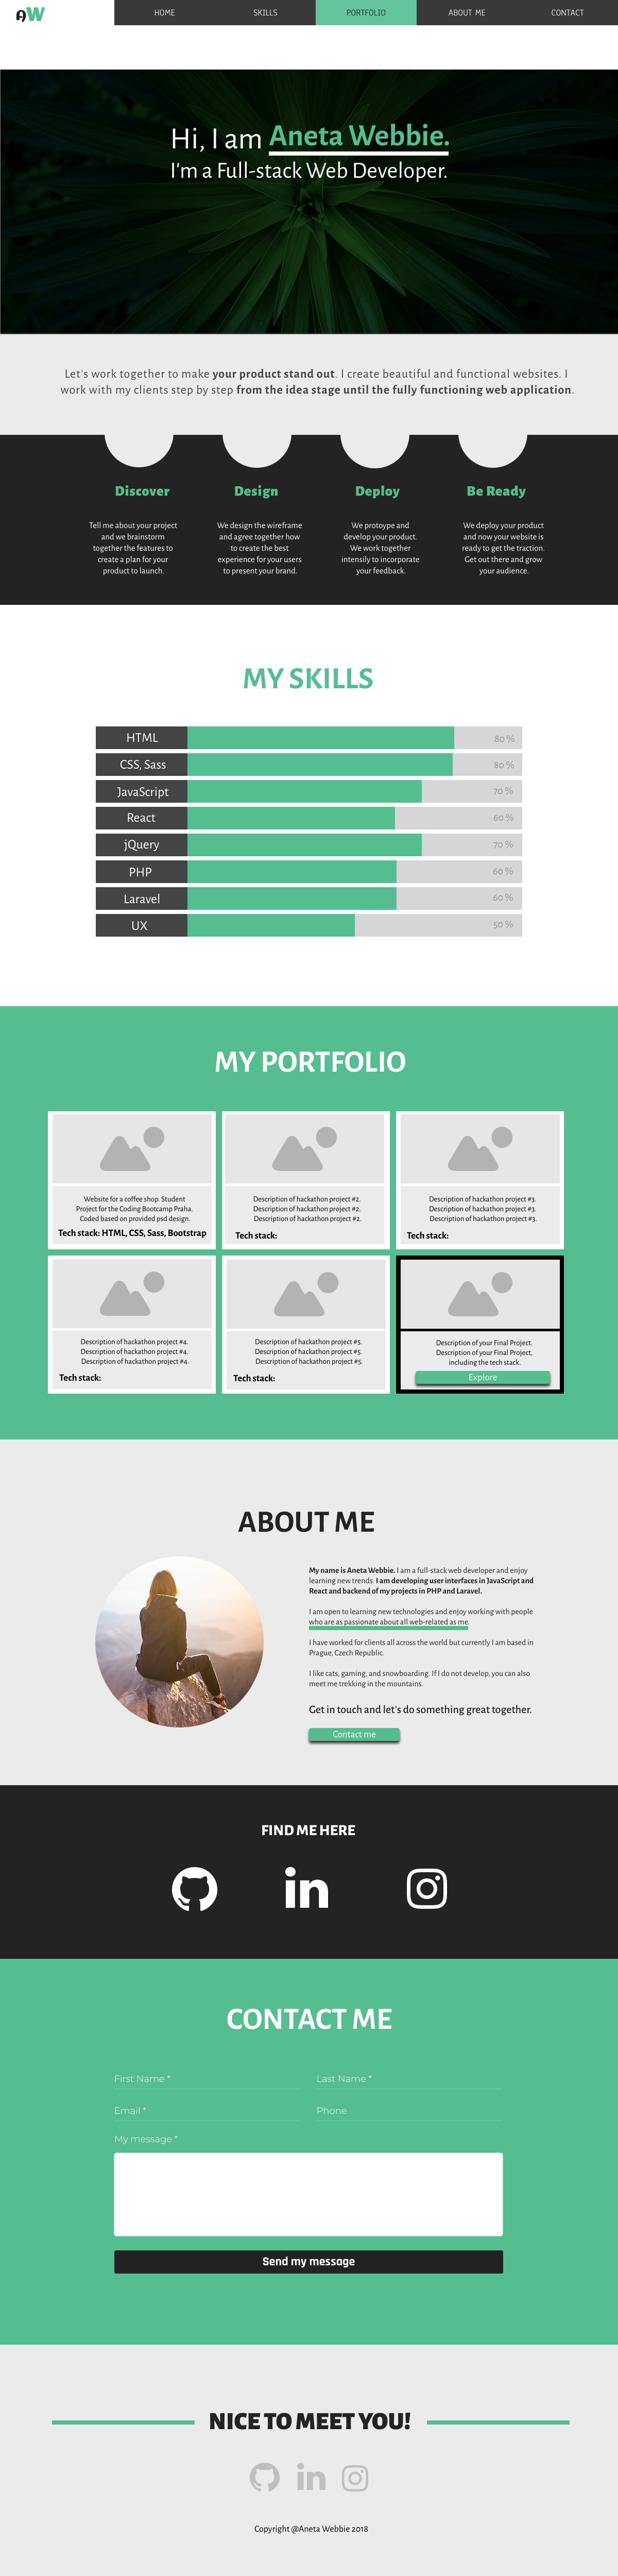 AW
HOME SKILLS PORTFOLIO ABOUT ME CONTACT
Hi, I am Aneta Webbie.
I'm a Full-stack Web Developer.
Let's work together to make your product stand out. I create beautiful and functional websites. I
work with my clients step by step from the idea stage until the fully functioning web application.
Discover
Tell me about your project
and we brainstorm
together the features to
create a plan for your
product to launch.
Design
We design the wireframe
and agree together how
to create the best
experience for your users
to present your brand.
Deploy
We protoype and
develop your product.
We work together
intensily to incorporate
your feedback.
Be Ready
We deploy your product
and now your website is
ready to get the traction.
Get out there and grow
your audience.
MY SKILLS
HTML 80 %
CSS, Sass 80 %
JavaScript 70 %
React 60 %
jQuery 70 %
PHP 60 %
Laravel 60 %
UX 50 %
MY PORTFOLIO
Website for a coffee shop. Student
Project for the Coding Bootcamp Praha.
Coded based on provided psd design.
Tech stack: HTML, CSS, Sass, Bootstrap
Description of hackathon project #2.
Description of hackathon project #2.
Description of hackathon project #2.
Tech stack:
Description of hackathon project #3.
Description of hackathon project #3.
Description of hackathon project #3.
Tech stack:
Description of hackathon project #4.
Description of hackathon project #4.
Description of hackathon project #4.
Tech stack:
Description of hackathon project #5.
Description of hackathon project #5.
Description of hackathon project #5.
Tech stack:
Description of your Final Project.
Description of your Final Project,
including the tech stack.
Explore
ABOUT ME
My name is Aneta Webbie. I am a full-stack web developer and enjoy
learning new trends. I am developing user interfaces in JavaScript and
React and backend of my projects in PHP and Laravel.
I am open to learning new technologies and enjoy working with people
who are as passionate about all web-related as me.
I have worked for clients all across the world but currently I am based in
Prague, Czech Republic.
I like cats, gaming, and snowboarding. If I do not develop, you can also
meet me trekking in the mountains.
Get in touch and let's do something great together.
Contact me
FIND ME HERE
in
CONTACT ME
First Name * Last Name *
Email * Phone
My message *
Send my message
NICE TO MEET YOU!
in
Copyright @Aneta Webbie 2018